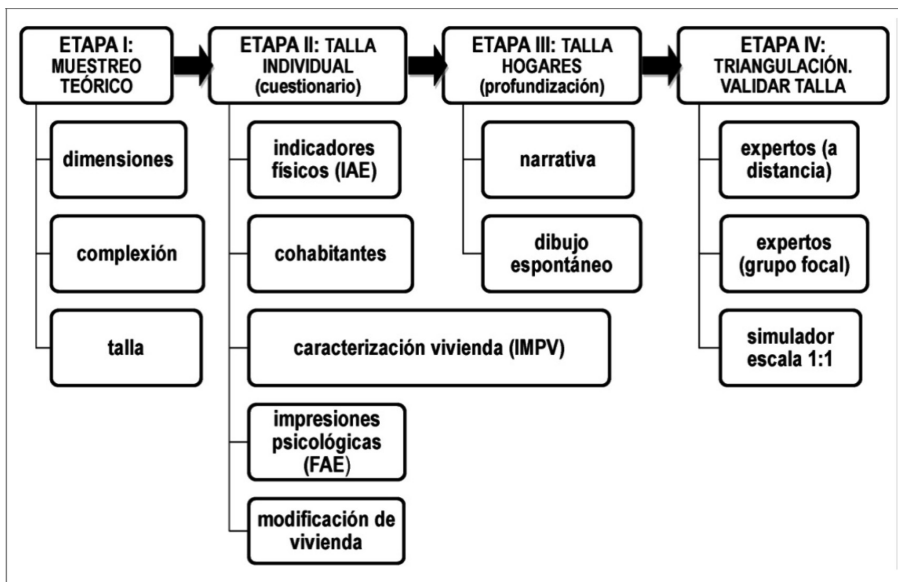 ETAPA I:
MUESTREO
TEÓRICO
dimensiones
complexión
talla
ETAPA II: TALLA
INDIVIDUAL
(cuestionario)
indicadores
físicos (IAE)
cohabitantes
caracterización vivienda (IMPV)
impresiones
psicológicas
(FAE)
modificación de
vivienda
ETAPA III: TALLA
HOGARES
(profundización)
narrativa
dibujo
espontáneo
ETAPA IV:
TRIANGULACIÓN.
VALIDAR TALLA
expertos (a
distancia)
expertos
(grupo focal)
simulador
escala 1:1